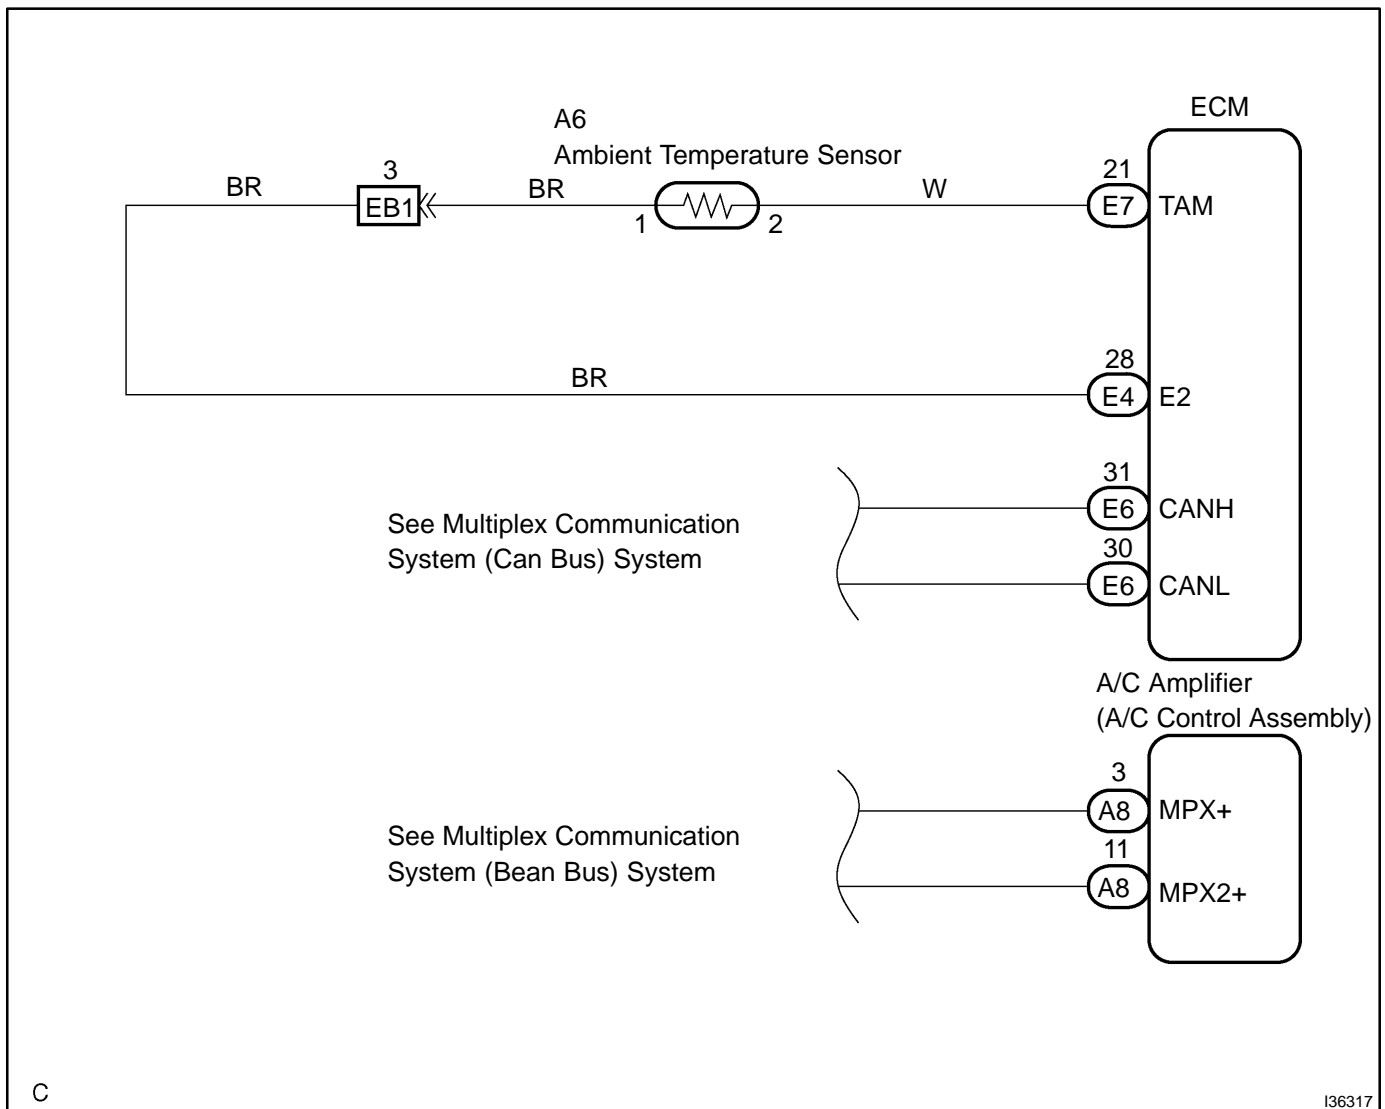 ECM
A6
Ambient Temperature Sensor
BR
3
EB1
BR
1
2
W
21
E7
TAM
BR
28
E4
E2
See Multiplex Communication
System (Can Bus) System
31
E6
CANH
30
E6
CANL
A/C Amplifier
(A/C Control Assembly)
See Multiplex Communication
System (Bean Bus) System
3
A8
MPX+
11
A8
MPX2+
C
I36317